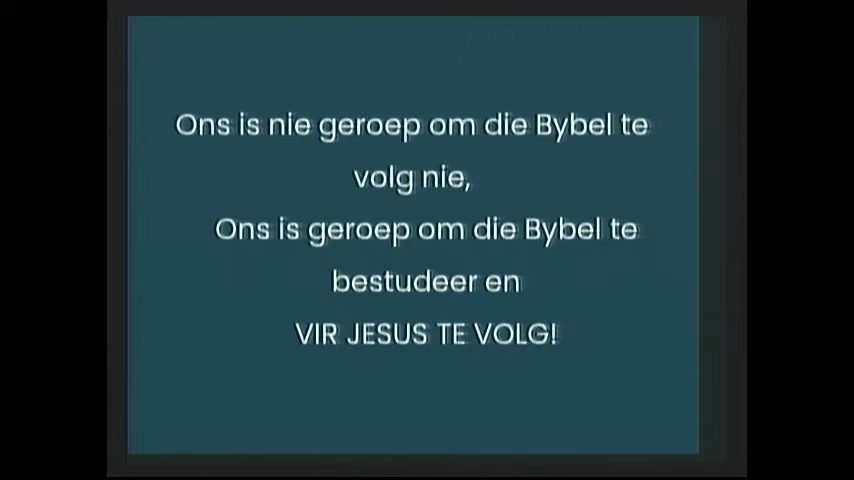 Ons is nie geroep om die Bybel te
volg nie,
Ons is geroep om die Bybel te
bestudeer en
VIR JESUS TE VOLG!